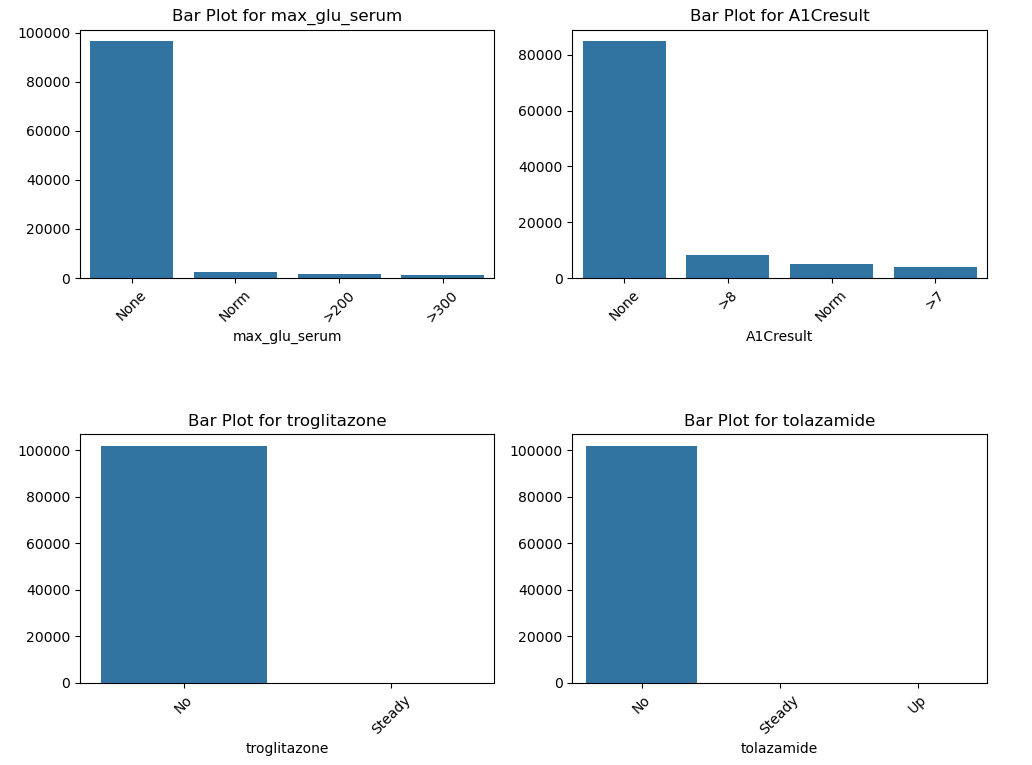 Bar Plot for max_glu_serum
100000
80000
60000
40000
20000
0
None Norm >200 >300
max_glu_serum
Bar Plot for A1Cresult
80000
60000
40000
20000
0
None >8 Norm >7
A1Cresult
Bar Plot for troglitazone
100000
80000
60000
40000
20000
0
No Steady
troglitazone
Bar Plot for tolazamide
100000
80000
60000
40000
20000
0
No Steady Up
tolazamide